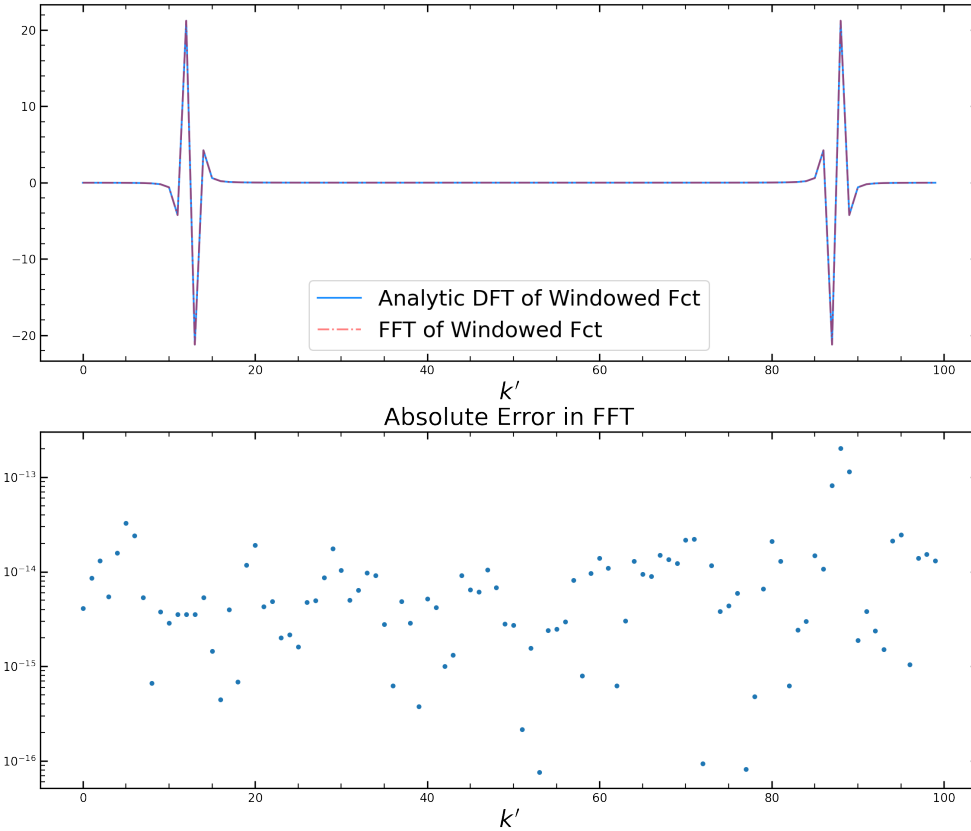 20
10
0
−10
−20
Analytic DFT of Windowed Fct
FFT of Windowed Fct
0 20 40 60 80 100
k′
Absolute Error in FFT
10⁻¹³
10⁻¹⁴
10⁻¹⁵
10⁻¹⁶
0 20 40 60 80 100
k′